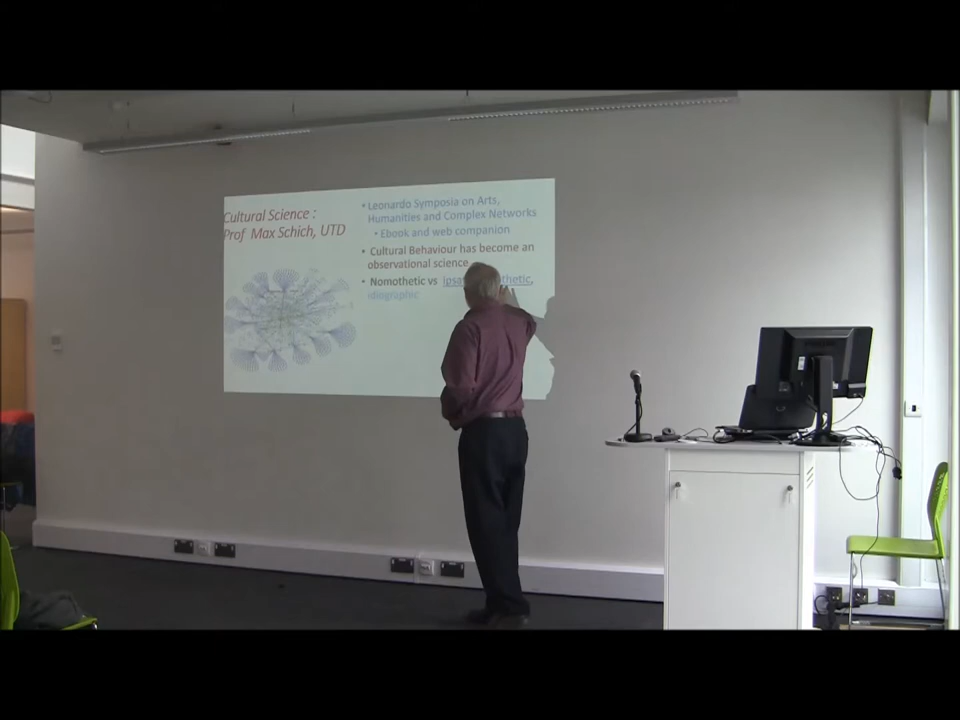 Cultural Science :
Prof Max Schich, UTD
• Leonardo Symposia on Arts,
Humanities and Complex Networks
• Ebook and web companion
• Cultural Behaviour has become an
observational science
• Nomothetic vs
idiographic